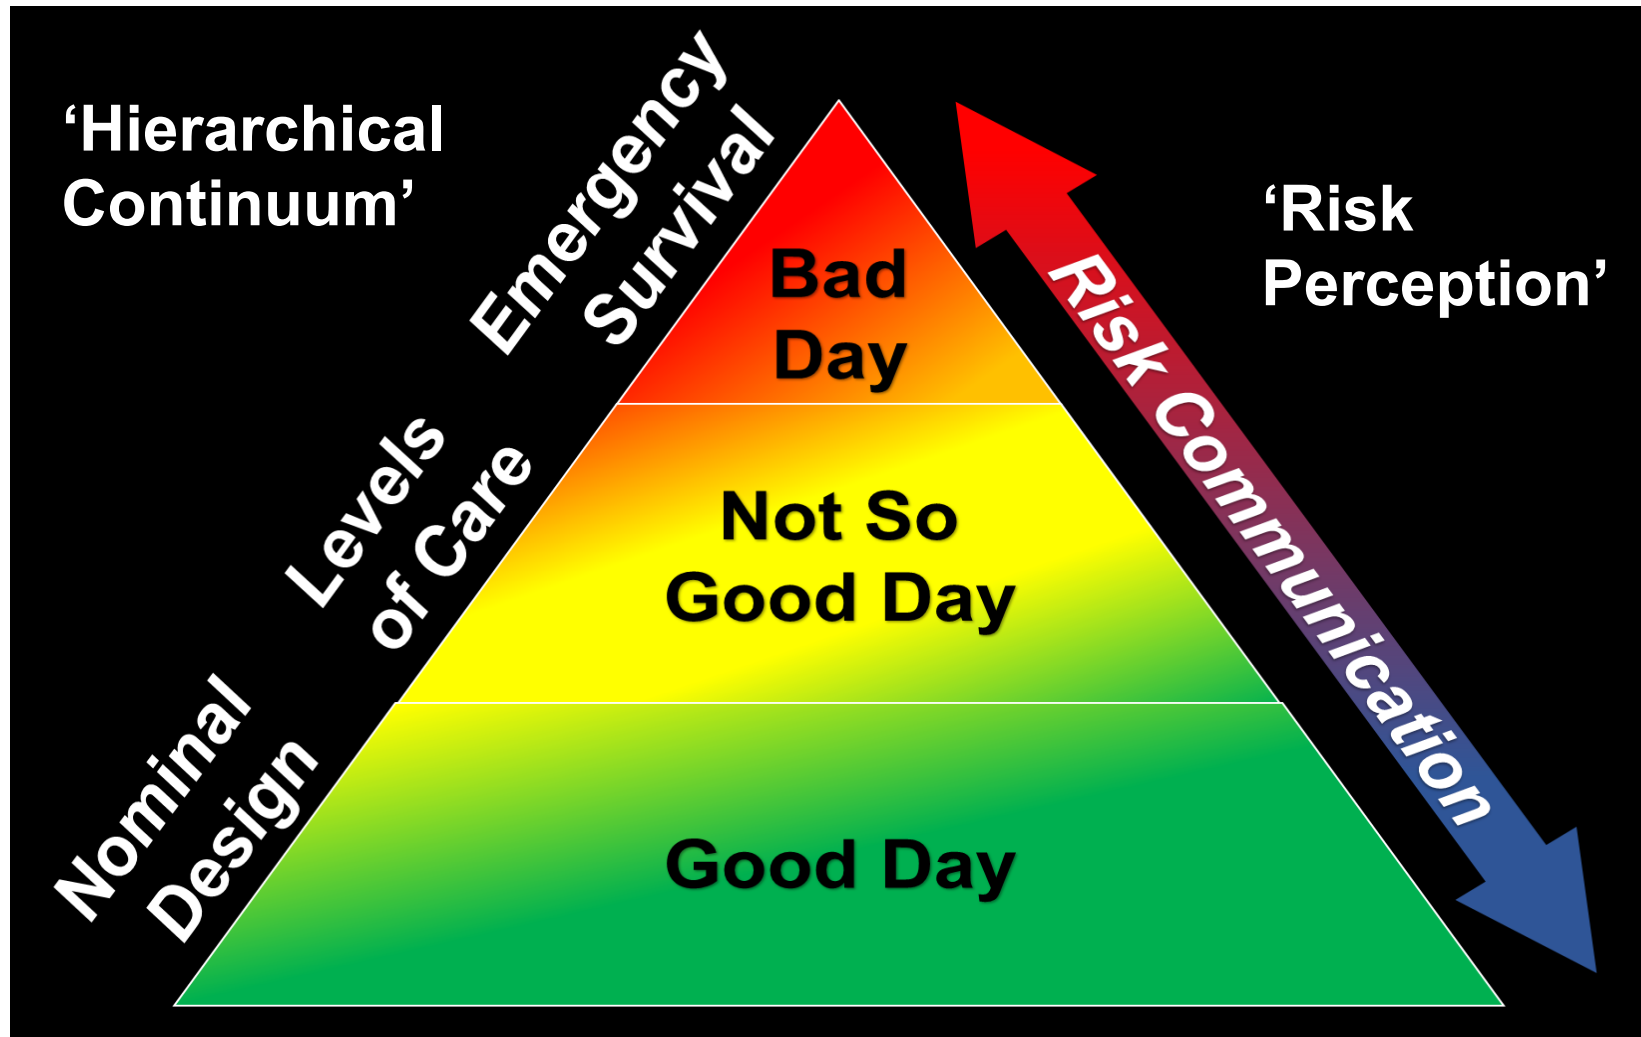 ‘Hierarchical
Continuum’
Emergency
Survival
Levels
of Care
Nominal
Design
Bad
Day
Not So
Good Day
Good Day
Risk Communication
‘Risk
Perception’